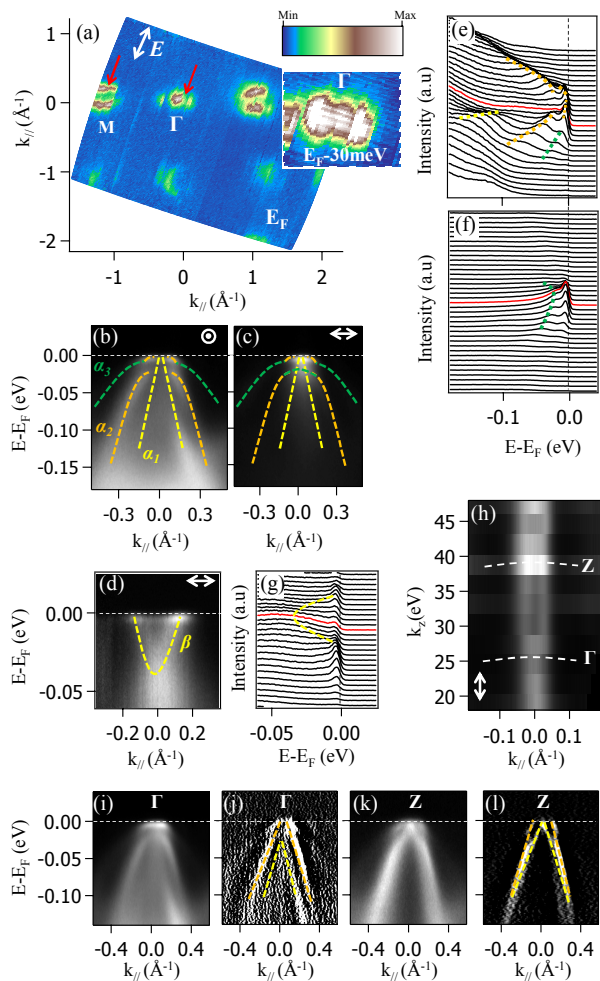 (a)
E
Min
Max
k// (Å-1)
0
-1
-2
M
Γ
Γ
EF-30meV
EF
-1
0
1
2
k// (Å-1)
(e)
Intensity (a.u)
(f)
Intensity (a.u)
-0.1
0.0
E-EF (eV)
(b)
(c)
E-EF (eV)
0.00
-0.05
-0.10
-0.15
α3
α2
α1
-0.3
0.0
0.3
-0.3
0.0
0.3
k// (Å-1)
k// (Å-1)
(d)
E-EF (eV)
0.00
-0.05
β
-0.2
0.0
0.2
k// (Å-1)
(g)
Intensity (a.u)
-0.05
0.00
E-EF (eV)
(h)
kz(eV)
45
40
35
30
25
20
Z
Γ
-0.1
0.0
0.1
k// (Å-1)
(i)
Γ
(j)
Γ
(k)
Z
(l)
Z
E-EF (eV)
0.00
-0.05
-0.10
-0.4
0.0
0.4
-0.4
0.0
0.4
-0.4
0.0
0.4
-0.4
0.0
0.4
k// (Å-1)
k// (Å-1)
k// (Å-1)
k// (Å-1)